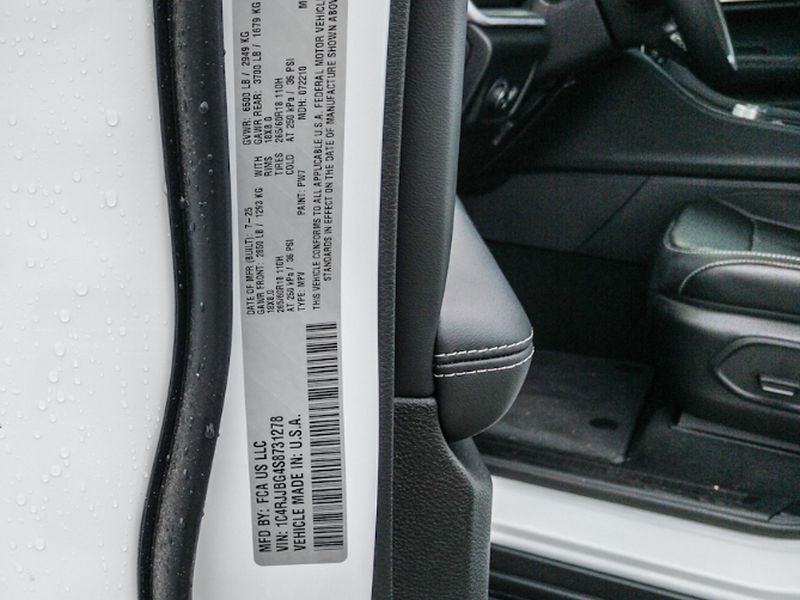 MFD BY: FCA US LLC
VIN: 1C4RJJBG4S8731278
VEHICLE MADE IN: U.S.A.
DATE OF MFR (BUILT): 7-25
GVWR: 6500 LB / 2949 KG
GAWR FRONT: 2850 LB / 1293 KG WITH
GAWR REAR: 3700 LB / 1679 KG
18X8.0 RIMS 18X8.0
265/60R18 110H TIRES 265/60R18 110H
AT 250 kPa / 36 PSI COLD AT 250 kPa / 36 PSI
TYPE: MPV PAINT: PW7 MDH: 072210
THIS VEHICLE CONFORMS TO ALL APPLICABLE U.S.A. FEDERAL MOTOR VEHICLE
STANDARDS IN EFFECT ON THE DATE OF MANUFACTURE SHOWN ABOVE